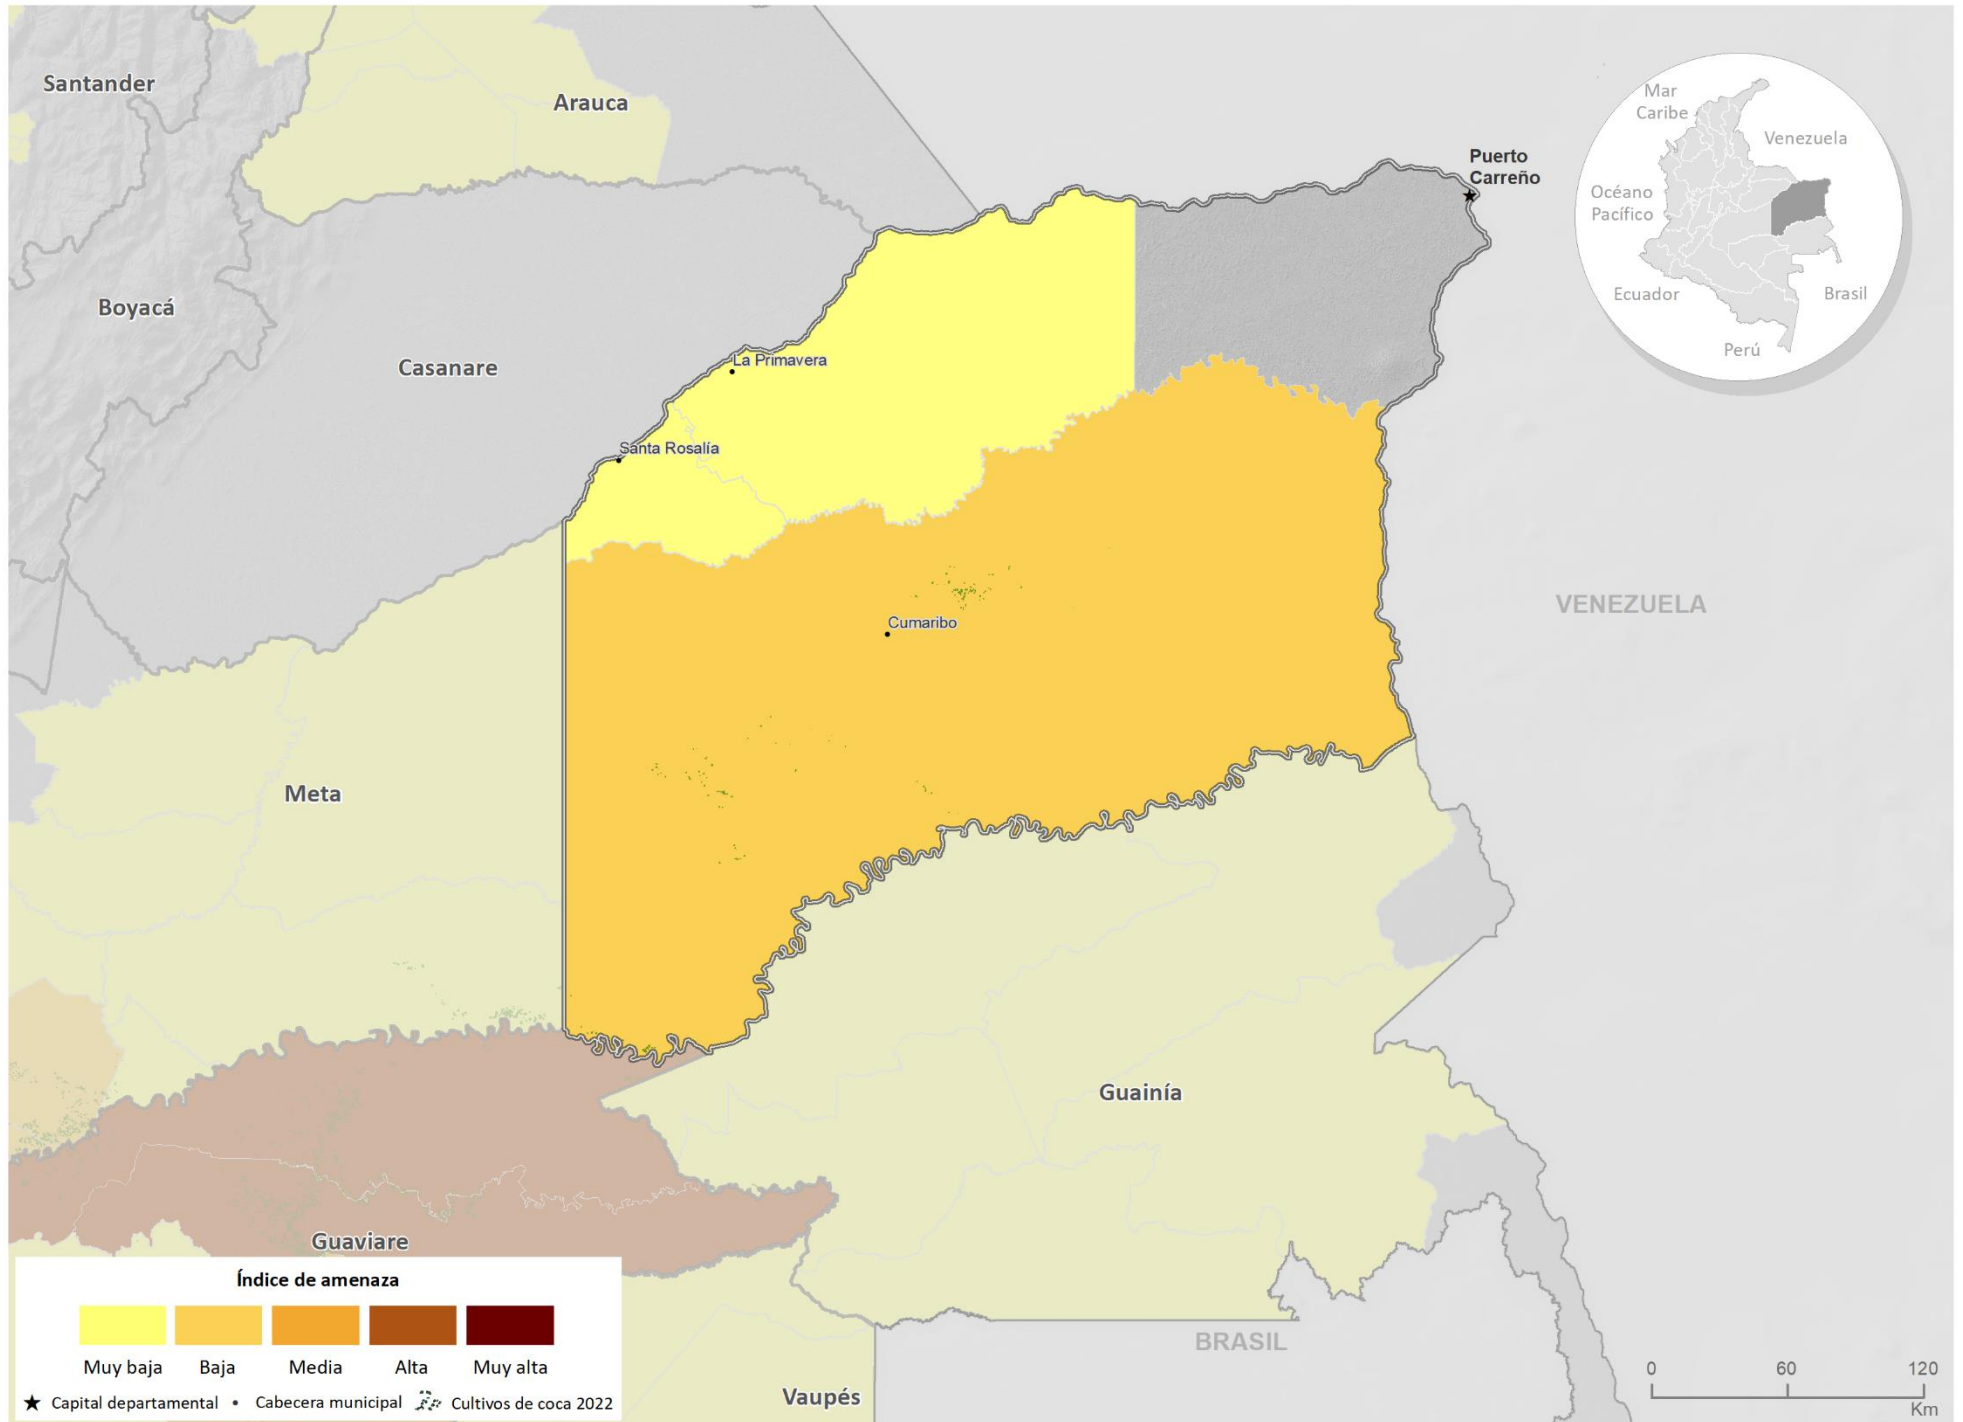 Santander
Arauca
Mar
Caribe
Venezuela
Puerto
Carreño
Océano
Pacífico
Boyacá
Ecuador
Brasil
Perú
Casanare
La Primavera
Santa Rosalía
VENEZUELA
Cumaribo
Meta
Guainía
Guaviare
BRASIL
Vaupés
Índice de amenaza
Muy baja
Baja
Media
Alta
Muy alta
Capital departamental
Cabecera municipal
Cultivos de coca 2022
0 60 120
Km